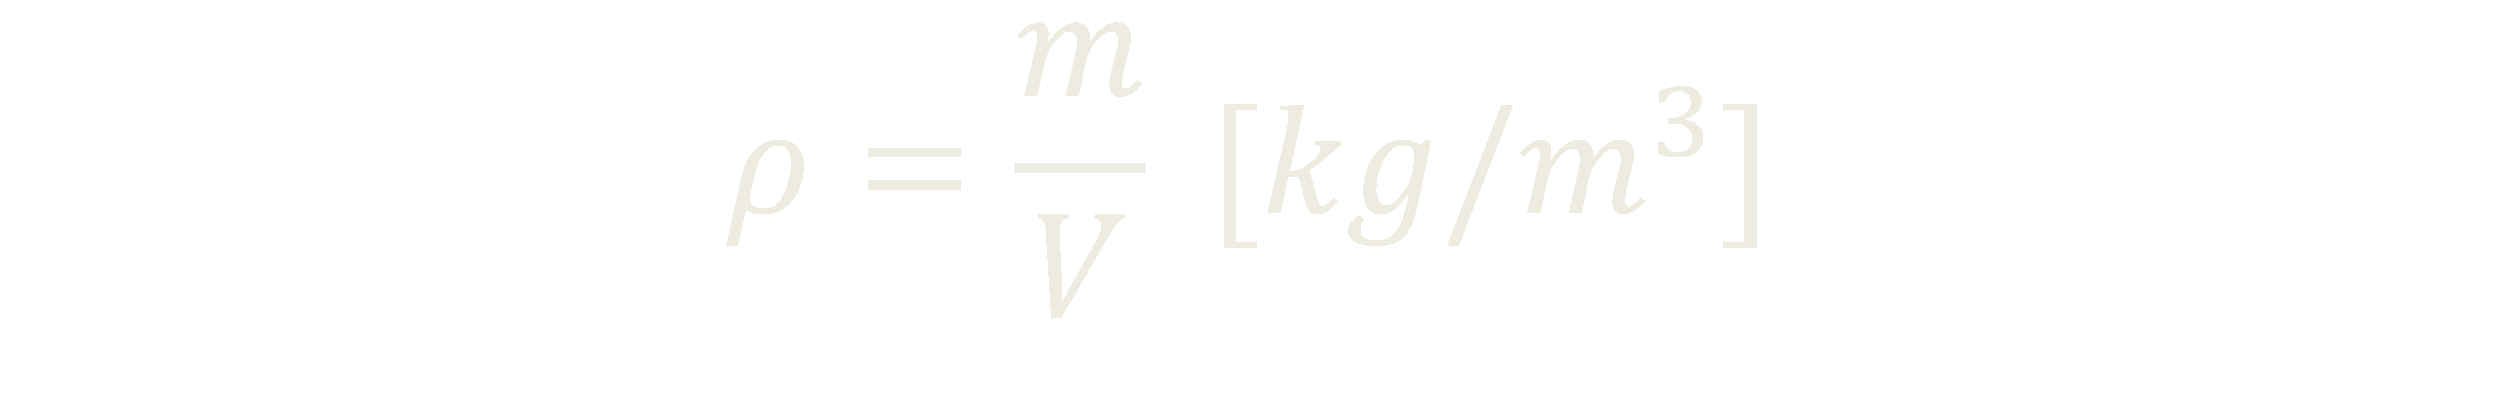 ρ = m/V [kg/m³]